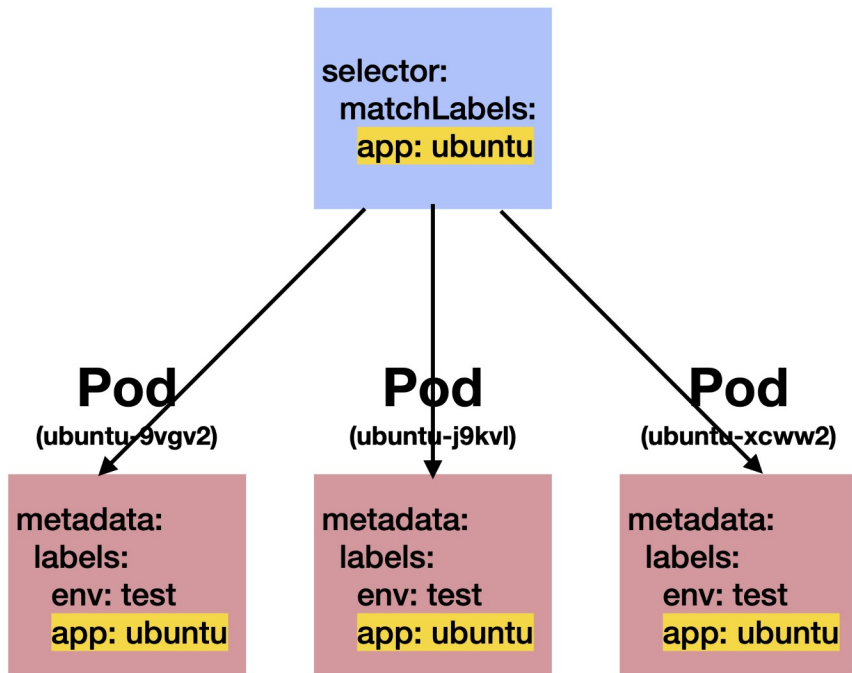 selector:
matchLabels:
app: ubuntu
Pod
(ubuntu-9vgv2)
metadata:
labels:
env: test
app: ubuntu
Pod
(ubuntu-j9kvl)
metadata:
labels:
env: test
app: ubuntu
Pod
(ubuntu-xcww2)
metadata:
labels:
env: test
app: ubuntu